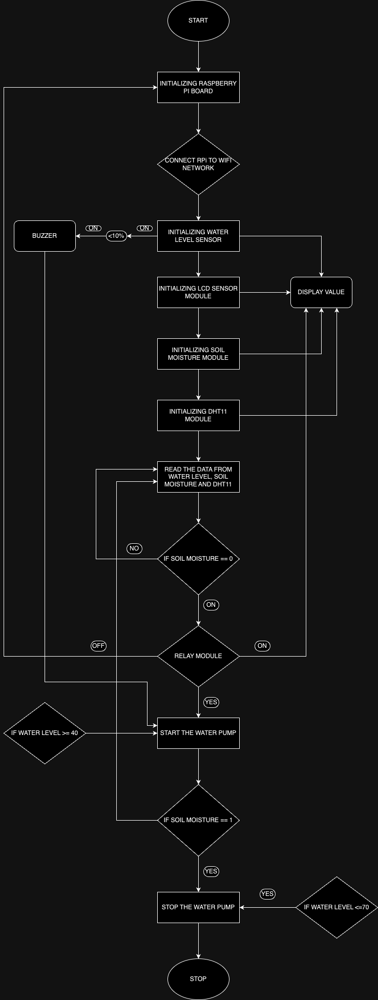 START
INITIALIZING RASPBERRY
PI BOARD
CONNECT RPi TO WIFI
NETWORK
BUZZER
ON
<10%
ON
INITIALIZING WATER
LEVEL SENSOR
INITIALIZING LCD SENSOR
MODULE
DISPLAY VALUE
INITIALIZING SOIL
MOISTURE MODULE
INITIALIZING DHT11
MODULE
READ THE DATA FROM
WATER LEVEL, SOIL
MOISTURE AND DHT11
NO
IF SOIL MOISTURE == 0
ON
OFF
RELAY MODULE
ON
YES
IF WATER LEVEL >= 40
START THE WATER PUMP
IF SOIL MOISTURE == 1
YES
STOP THE WATER PUMP
YES
IF WATER LEVEL <=70
STOP